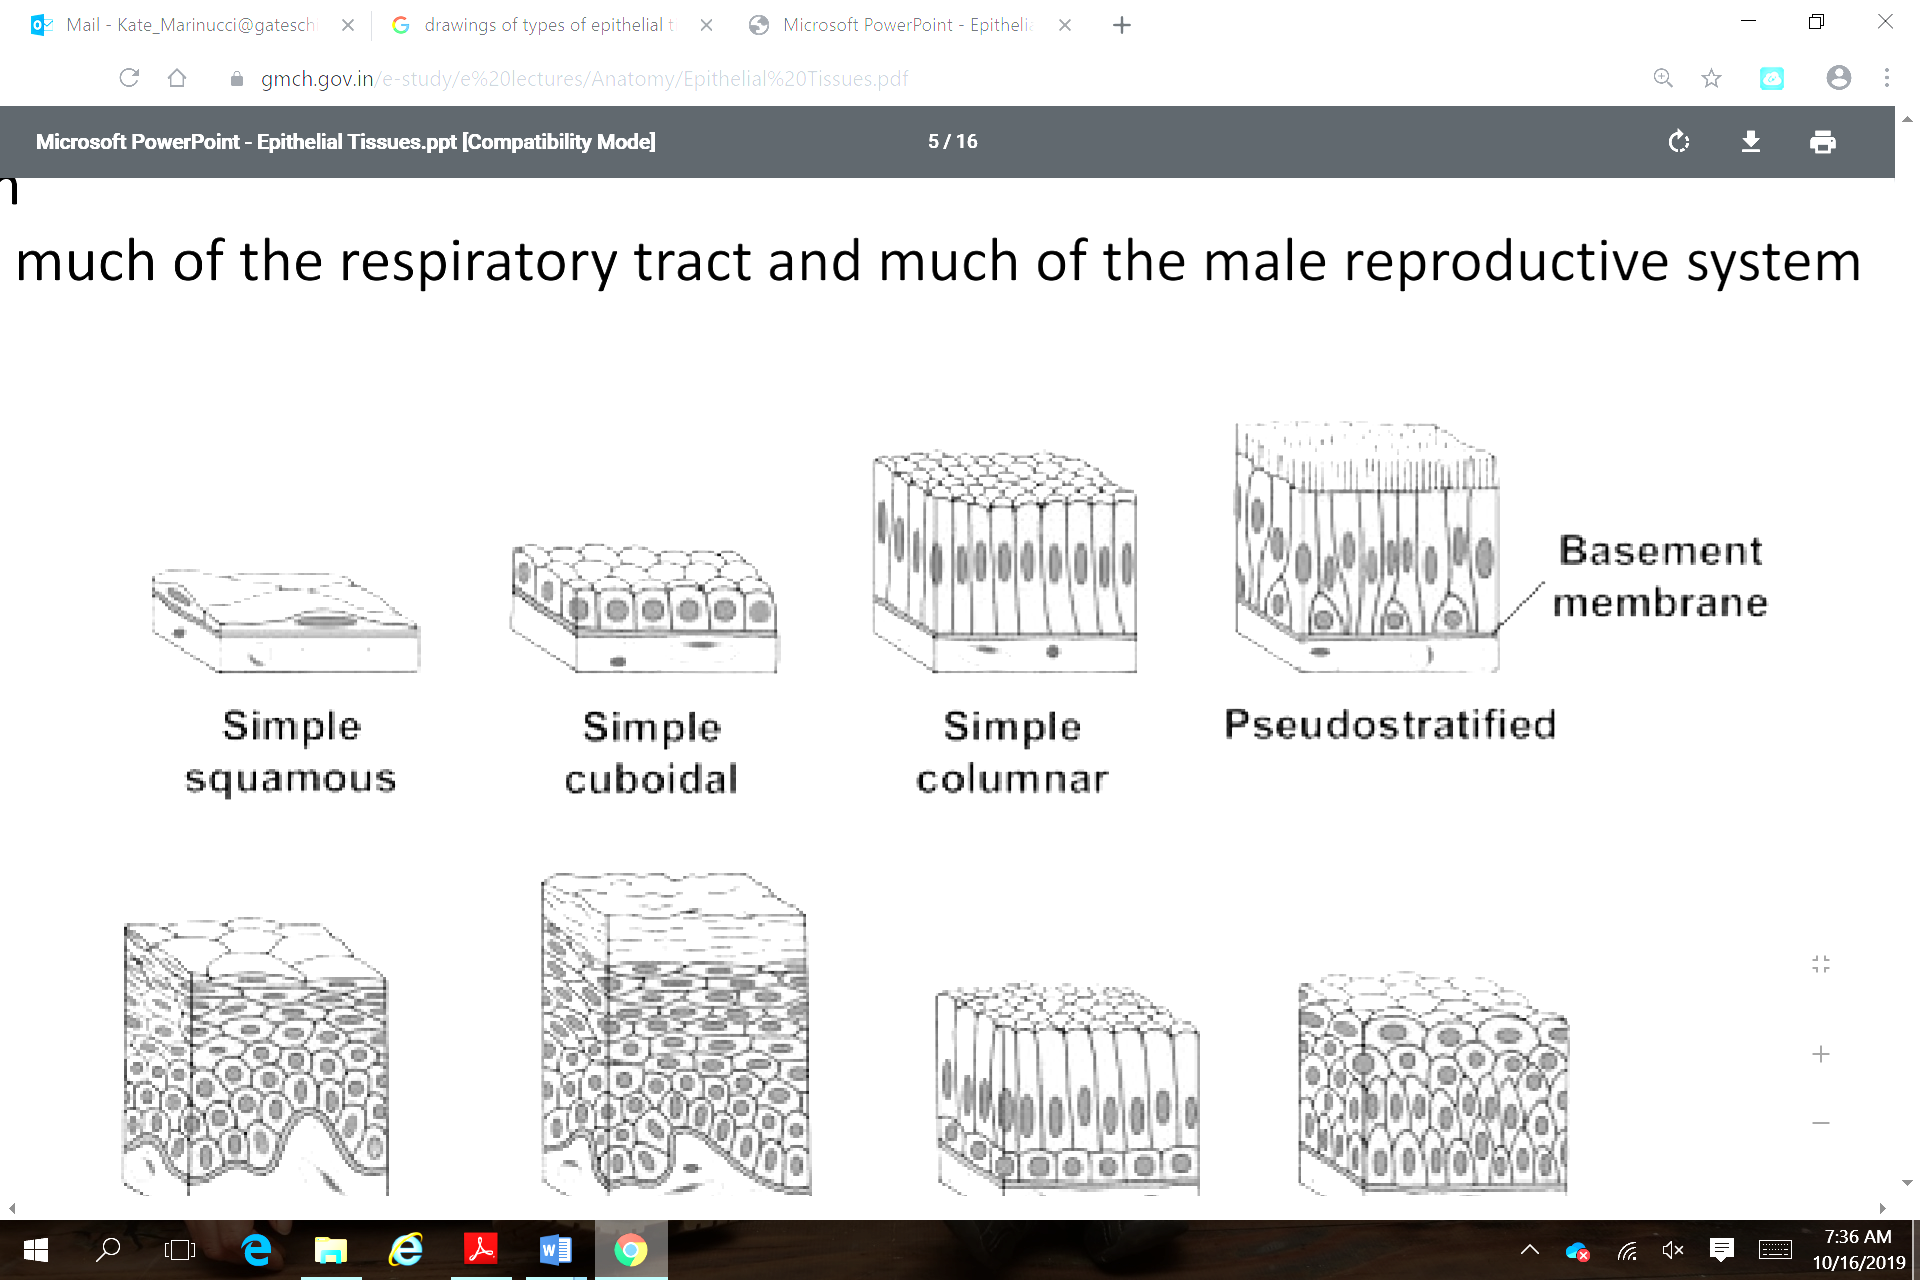 Mail - Kate_Marinucci@gatesch
drawings of types of epithelial t
Microsoft PowerPoint - Epitheli
gmch.gov.in/e-study/e%20lectures/Anatomy/Epithelial%20Tissues.pdf
Microsoft PowerPoint - Epithelial Tissues.ppt [Compatibility Mode]
5 / 16
much of the respiratory tract and much of the male reproductive system
Basement
membrane
Simple
squamous
Simple
cuboidal
Simple
columnar
Pseudostratified
7:36 AM
10/16/2019